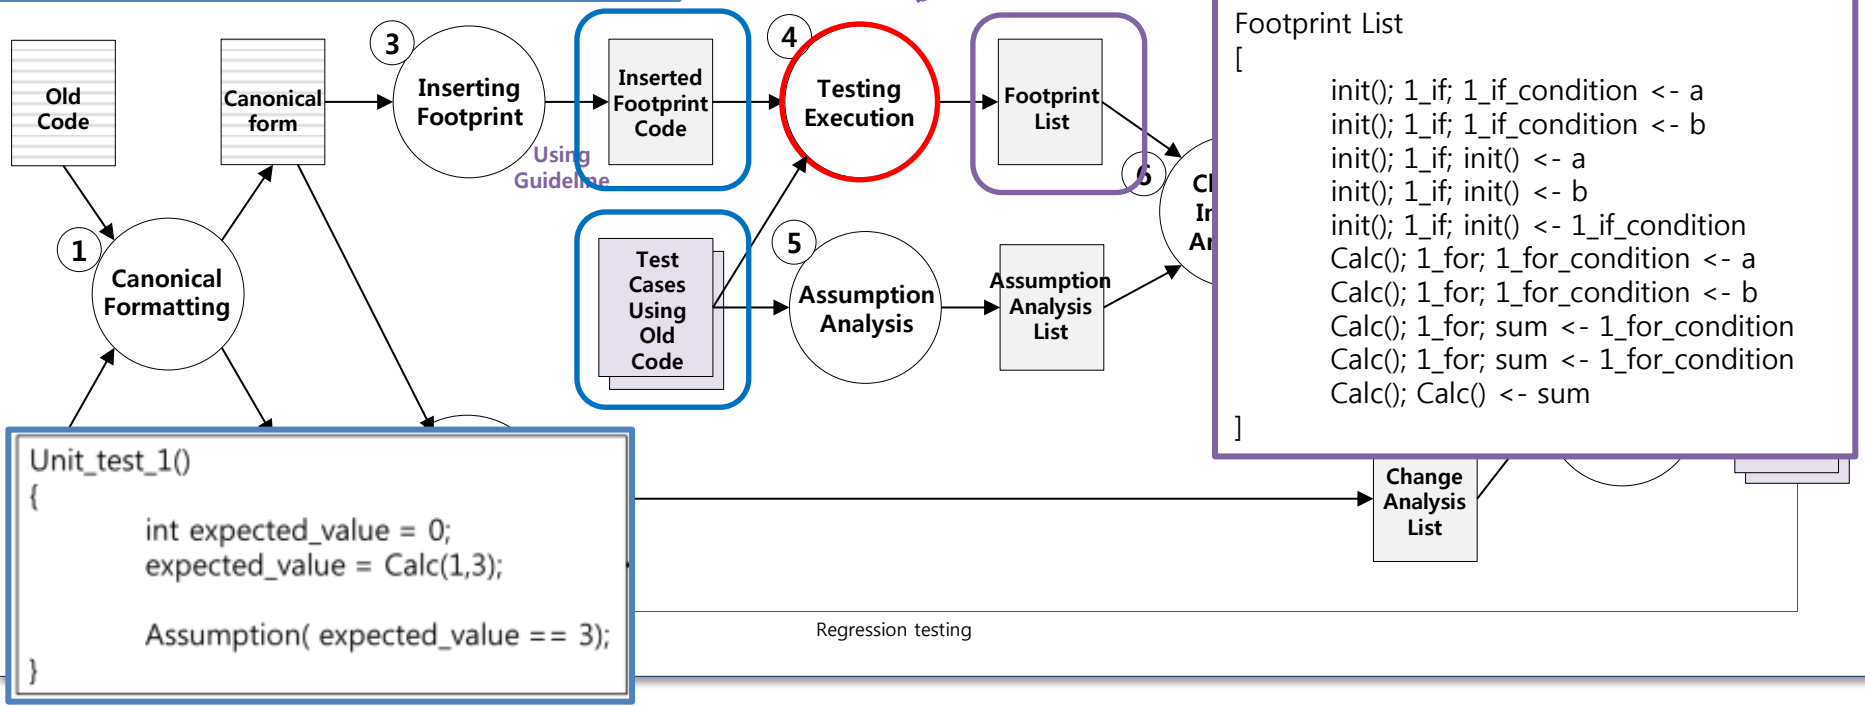 Old
Code
Canonical
form
3
Inserting
Footprint
Using
Guideline
Inserted
Footprint
Code
4
Testing
Execution
Footprint
List
6
1
Canonical
Formatting
Test
Cases
Using
Old
Code
5
Assumption
Analysis
Assumption
Analysis
List
Footprint List
[
init(); 1_if; 1_if_condition <- a
init(); 1_if; 1_if_condition <- b
init(); 1_if; init() <- a
init(); 1_if; init() <- b
init(); 1_if; init() <- 1_if_condition
Calc(); 1_for; 1_for_condition <- a
Calc(); 1_for; 1_for_condition <- b
Calc(); 1_for; sum <- 1_for_condition
Calc(); 1_for; sum <- 1_for_condition
Calc(); Calc() <- sum
]
Unit_test_1()
{
int expected_value = 0;
expected_value = Calc(1,3);
Assumption( expected_value == 3);
}
Change
Analysis
List
Regression testing